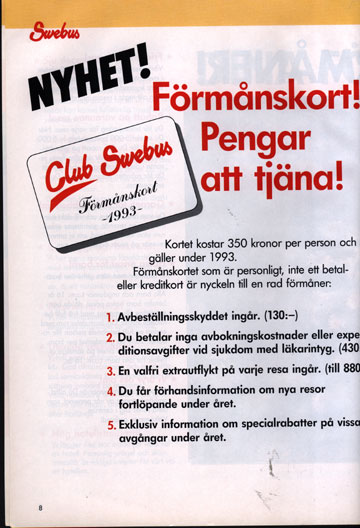 Swebus
NYHET!
Förmånskort!
Pengar
att tjäna!
Club Swebus
Förmånskort
-1993-
Kortet kostar 350 kronor per person och
gäller under 1993.
Förmånskortet som är personligt, inte ett betal-
eller kreditkort är nyckeln till en rad förmåner:
1. Avbeställningsskyddet ingår. (130:–)
2. Du betalar inga avbokningskostnader eller expe
ditionsavgifter vid sjukdom med läkarintyg. (430
3. En valfri extrautflykt på varje resa ingår. (till 880
4. Du får förhandsinformation om nya resor
fortlöpande under året.
5. Exklusiv information om specialrabatter på vissa
avgångar under året.
8